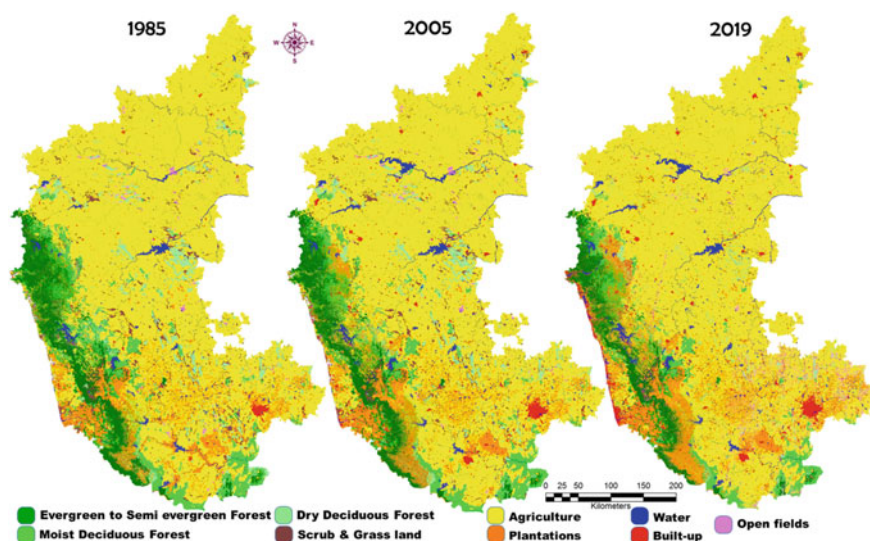 1985
2005
2019
N
W E
S
0 25 50 100 150 200
Kilometers
Evergreen to Semi evergreen Forest
Dry Deciduous Forest
Agriculture
Water
Open fields
Moist Deciduous Forest
Scrub & Grass land
Plantations
Built-up